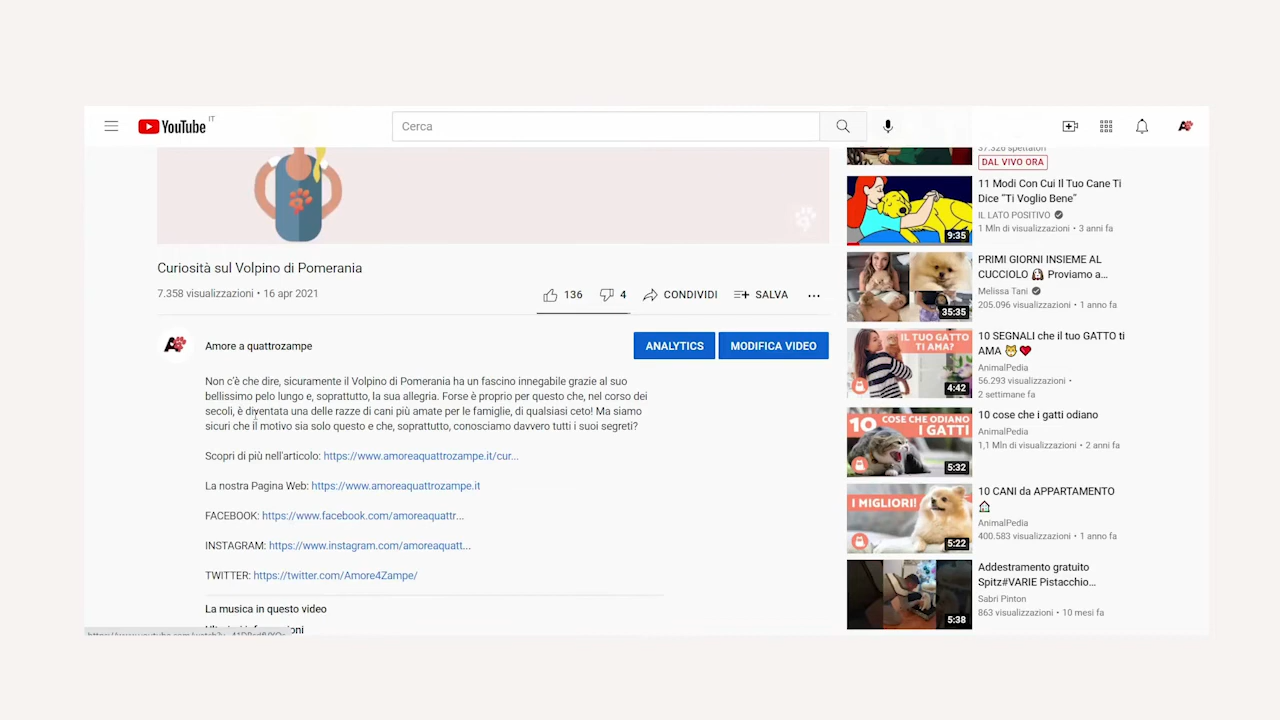 YouTube IT
Cerca
37.326 spettatori
DAL VIVO ORA
11 Modi Con Cui Il Tuo Cane Ti
Dice “Ti Voglio Bene”
IL LATO POSITIVO
1 Mln di visualizzazioni • 3 anni fa
9:35
PRIMI GIORNI INSIEME AL
CUCCIOLO 🐶 Proviamo a...
Melissa Tani
205.096 visualizzazioni • 1 anno fa
35:35
IL TUO GATTO
TI AMA?
4:42
10 SEGNALI che il tuo GATTO ti
AMA 😺❤️
AnimalPedia
56.293 visualizzazioni •
2 settimane fa
10 COSE CHE ODIANO
I GATTI
5:32
10 cose che i gatti odiano
AnimalPedia
1,1 Mln di visualizzazioni • 2 anni fa
I MIGLIORI!
5:22
10 CANI da APPARTAMENTO
🏠
AnimalPedia
400.583 visualizzazioni • 1 anno fa
5:38
Addestramento gratuito
Spitz#VARIE Pistacchio...
Sabri Pinton
863 visualizzazioni • 10 mesi fa
Curiosità sul Volpino di Pomerania
7.358 visualizzazioni • 16 apr 2021
136 4 CONDIVIDI SALVA ...
Amore a quattrozampe
ANALYTICS MODIFICA VIDEO
Non c'è che dire, sicuramente il Volpino di Pomerania ha un fascino innegabile grazie al suo
bellissimo pelo lungo e, soprattutto, la sua allegria. Forse è proprio per questo che, nel corso dei
secoli, è diventata una delle razze di cani più amate per le famiglie, di qualsiasi ceto! Ma siamo
sicuri che il motivo sia solo questo e che, soprattutto, conosciamo davvero tutti i suoi segreti?
Scopri di più nell'articolo: https://www.amoreaquattrozampe.it/cur...
La nostra Pagina Web: https://www.amoreaquattrozampe.it
FACEBOOK: https://www.facebook.com/amoreaquattr...
INSTAGRAM: https://www.instagram.com/amoreaquatt...
TWITTER: https://twitter.com/Amore4Zampe/
La musica in questo video